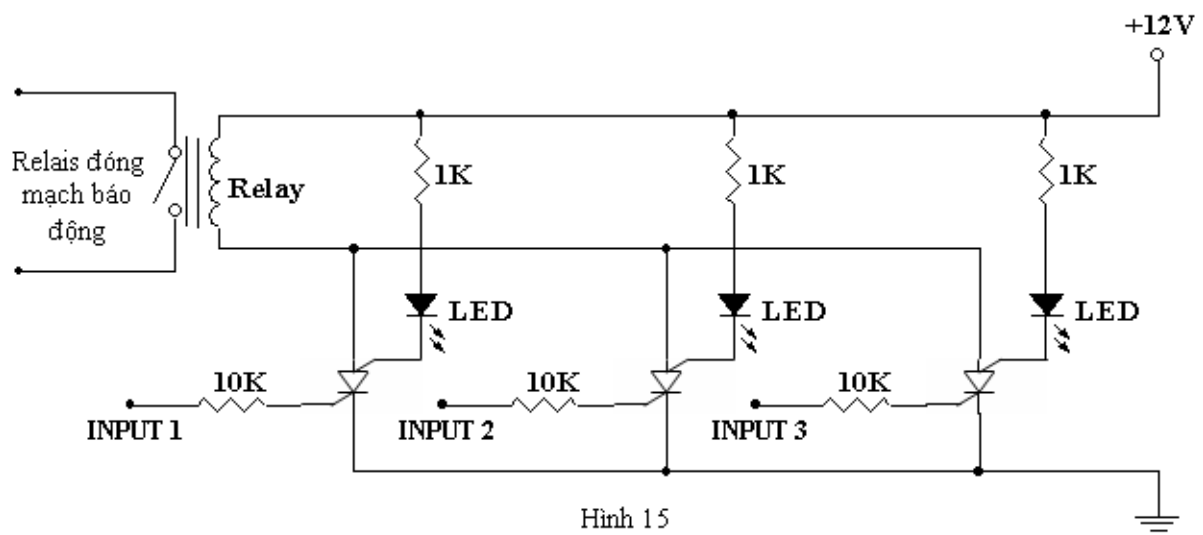 +12V
Relais đóng
mạch báo
động
Relay
1K
1K
1K
LED
LED
LED
10K
10K
10K
INPUT 1
INPUT 2
INPUT 3
Hình 15